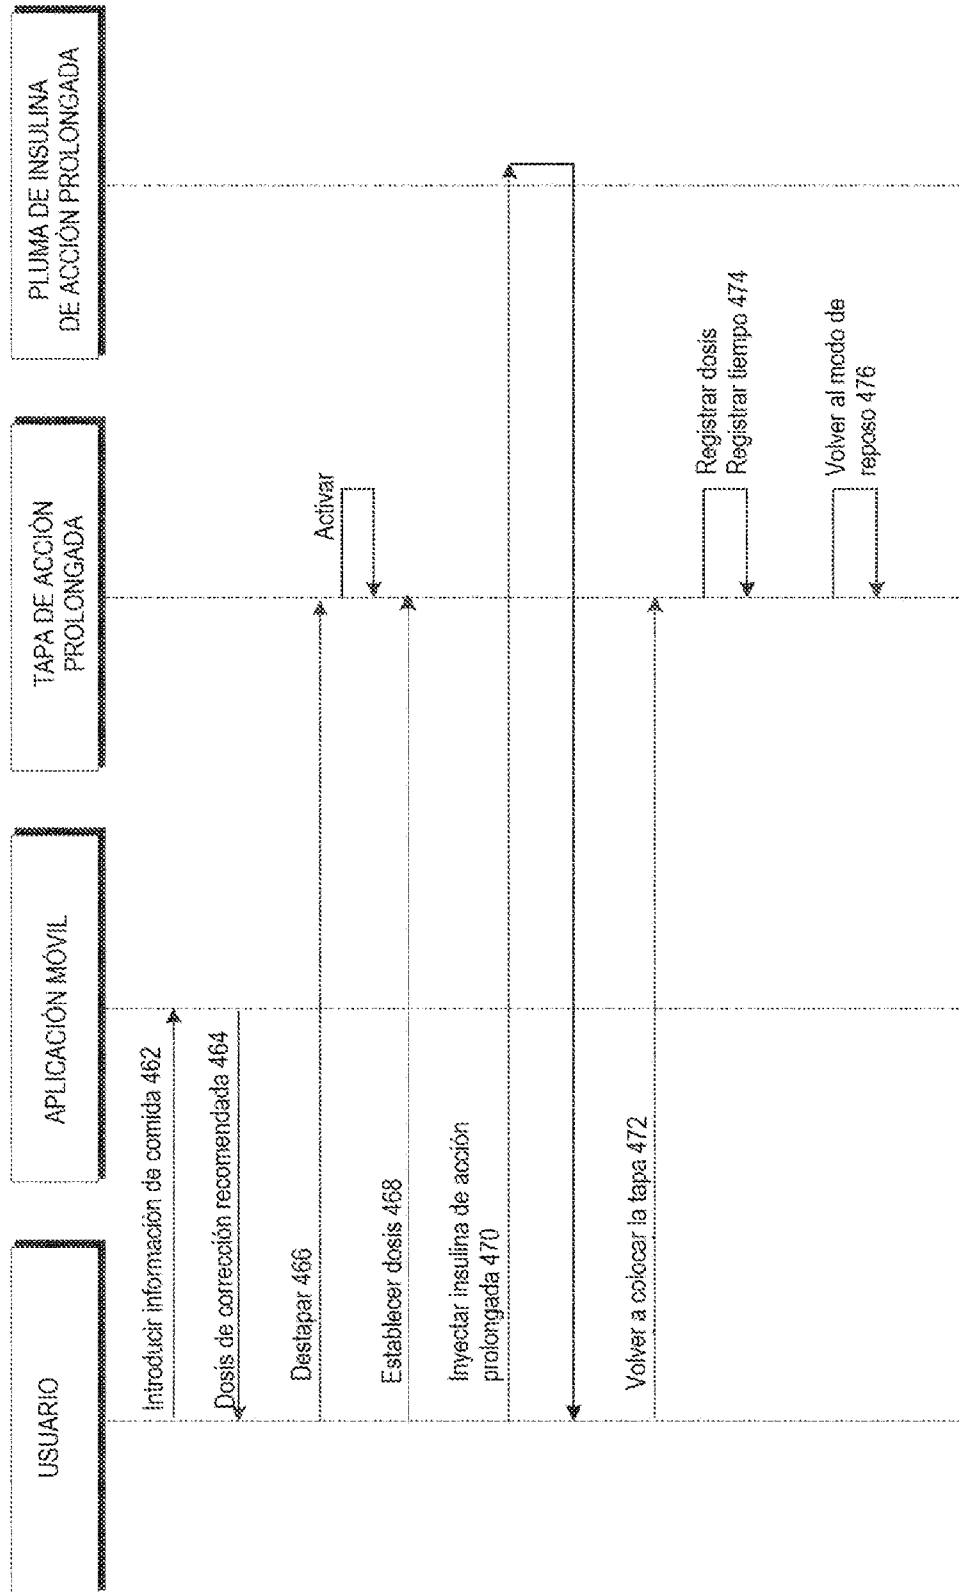 USUARIO
APLICACIÓN MÓVIL
TAPA DE ACCIÓN
PROLONGADA
PLUMA DE INSULINA
DE ACCIÓN PROLONGADA
Introducir información de comida 462
Dosis de corrección recomendada 464
Destapar 466
Activar
Establecer dosis 468
Inyectar insulina de acción
prolongada 470
Volver a colocar la tapa 472
Registrar dosis
Registrar tiempo 474
Volver al modo de
reposo 476